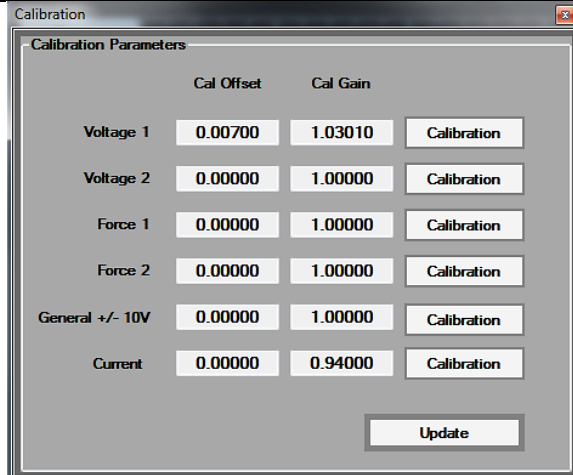 Calibration
Calibration Parameters
Cal Offset Cal Gain
Voltage 1 0.00700 1.03010 Calibration
Voltage 2 0.00000 1.00000 Calibration
Force 1 0.00000 1.00000 Calibration
Force 2 0.00000 1.00000 Calibration
General +/- 10V 0.00000 1.00000 Calibration
Current 0.00000 0.94000 Calibration
Update